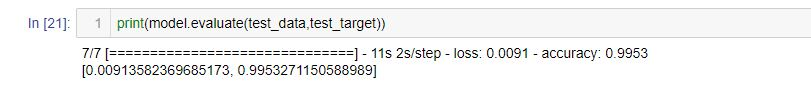 In [21]: 1 print(model.evaluate(test_data,test_target))
7/7 [==============================] - 11s 2s/step - loss: 0.0091 - accuracy: 0.9953
[0.00913582369685173, 0.9953271150588989]